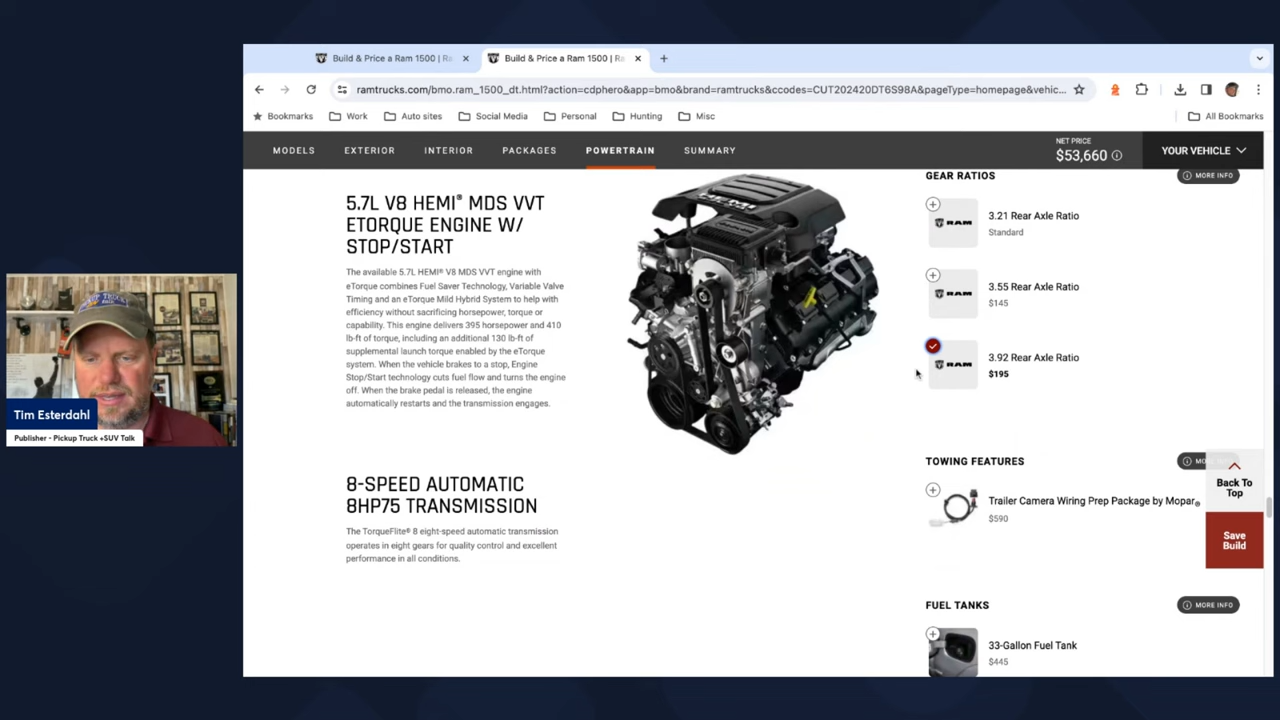 Build & Price a Ram 1500 | Ra
Build & Price a Ram 1500 | Ra
ramtrucks.com/bmo.ram_1500_dt.html?action=cdphero&app=bmo&brand=ramtrucks&ccodes=CUT202420DT6S98A&pageType=homepage&vehic...
Bookmarks Work Auto sites Social Media Personal Hunting Misc All Bookmarks
MODELS EXTERIOR INTERIOR PACKAGES POWERTRAIN SUMMARY
NET PRICE
$53,660
YOUR VEHICLE
5.7L V8 HEMI® MDS VVT
ETORQUE ENGINE W/
STOP/START
The available 5.7L HEMI® V8 MDS VVT engine with
eTorque combines Fuel Saver Technology, Variable Valve
Timing and an eTorque Mild Hybrid System to help with
efficiency without sacrificing horsepower, torque or
capability. This engine delivers 395 horsepower and 410
lb-ft of torque, including an additional 130 lb-ft of
supplemental launch torque enabled by the eTorque
system. When the vehicle brakes to a stop, Engine
Stop/Start technology cuts fuel flow and turns the engine
off. When the brake pedal is released, the engine
automatically restarts and the transmission engages.
8-SPEED AUTOMATIC
8HP75 TRANSMISSION
The TorqueFlite® 8 eight-speed automatic transmission
operates in eight gears for quality control and excellent
performance in all conditions.
GEAR RATIOS
MORE INFO
RAM
3.21 Rear Axle Ratio
Standard
RAM
3.55 Rear Axle Ratio
$145
RAM
3.92 Rear Axle Ratio
$195
TOWING FEATURES
Trailer Camera Wiring Prep Package by Mopar®
$590
FUEL TANKS
MORE INFO
33-Gallon Fuel Tank
$445
Back To
Top
Save
Build
Tim Esterdahl
Publisher - Pickup Truck +SUV Talk